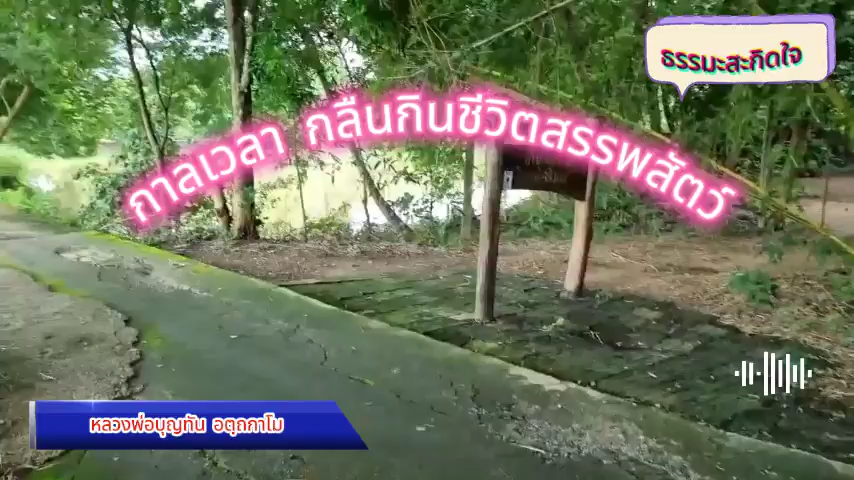 ธรรมะสะกิดใจ
กาลเวลา กลืนกินชีวิตสรรพสัตว์
หลวงพ่อบุญทัน อตฺถกาโม